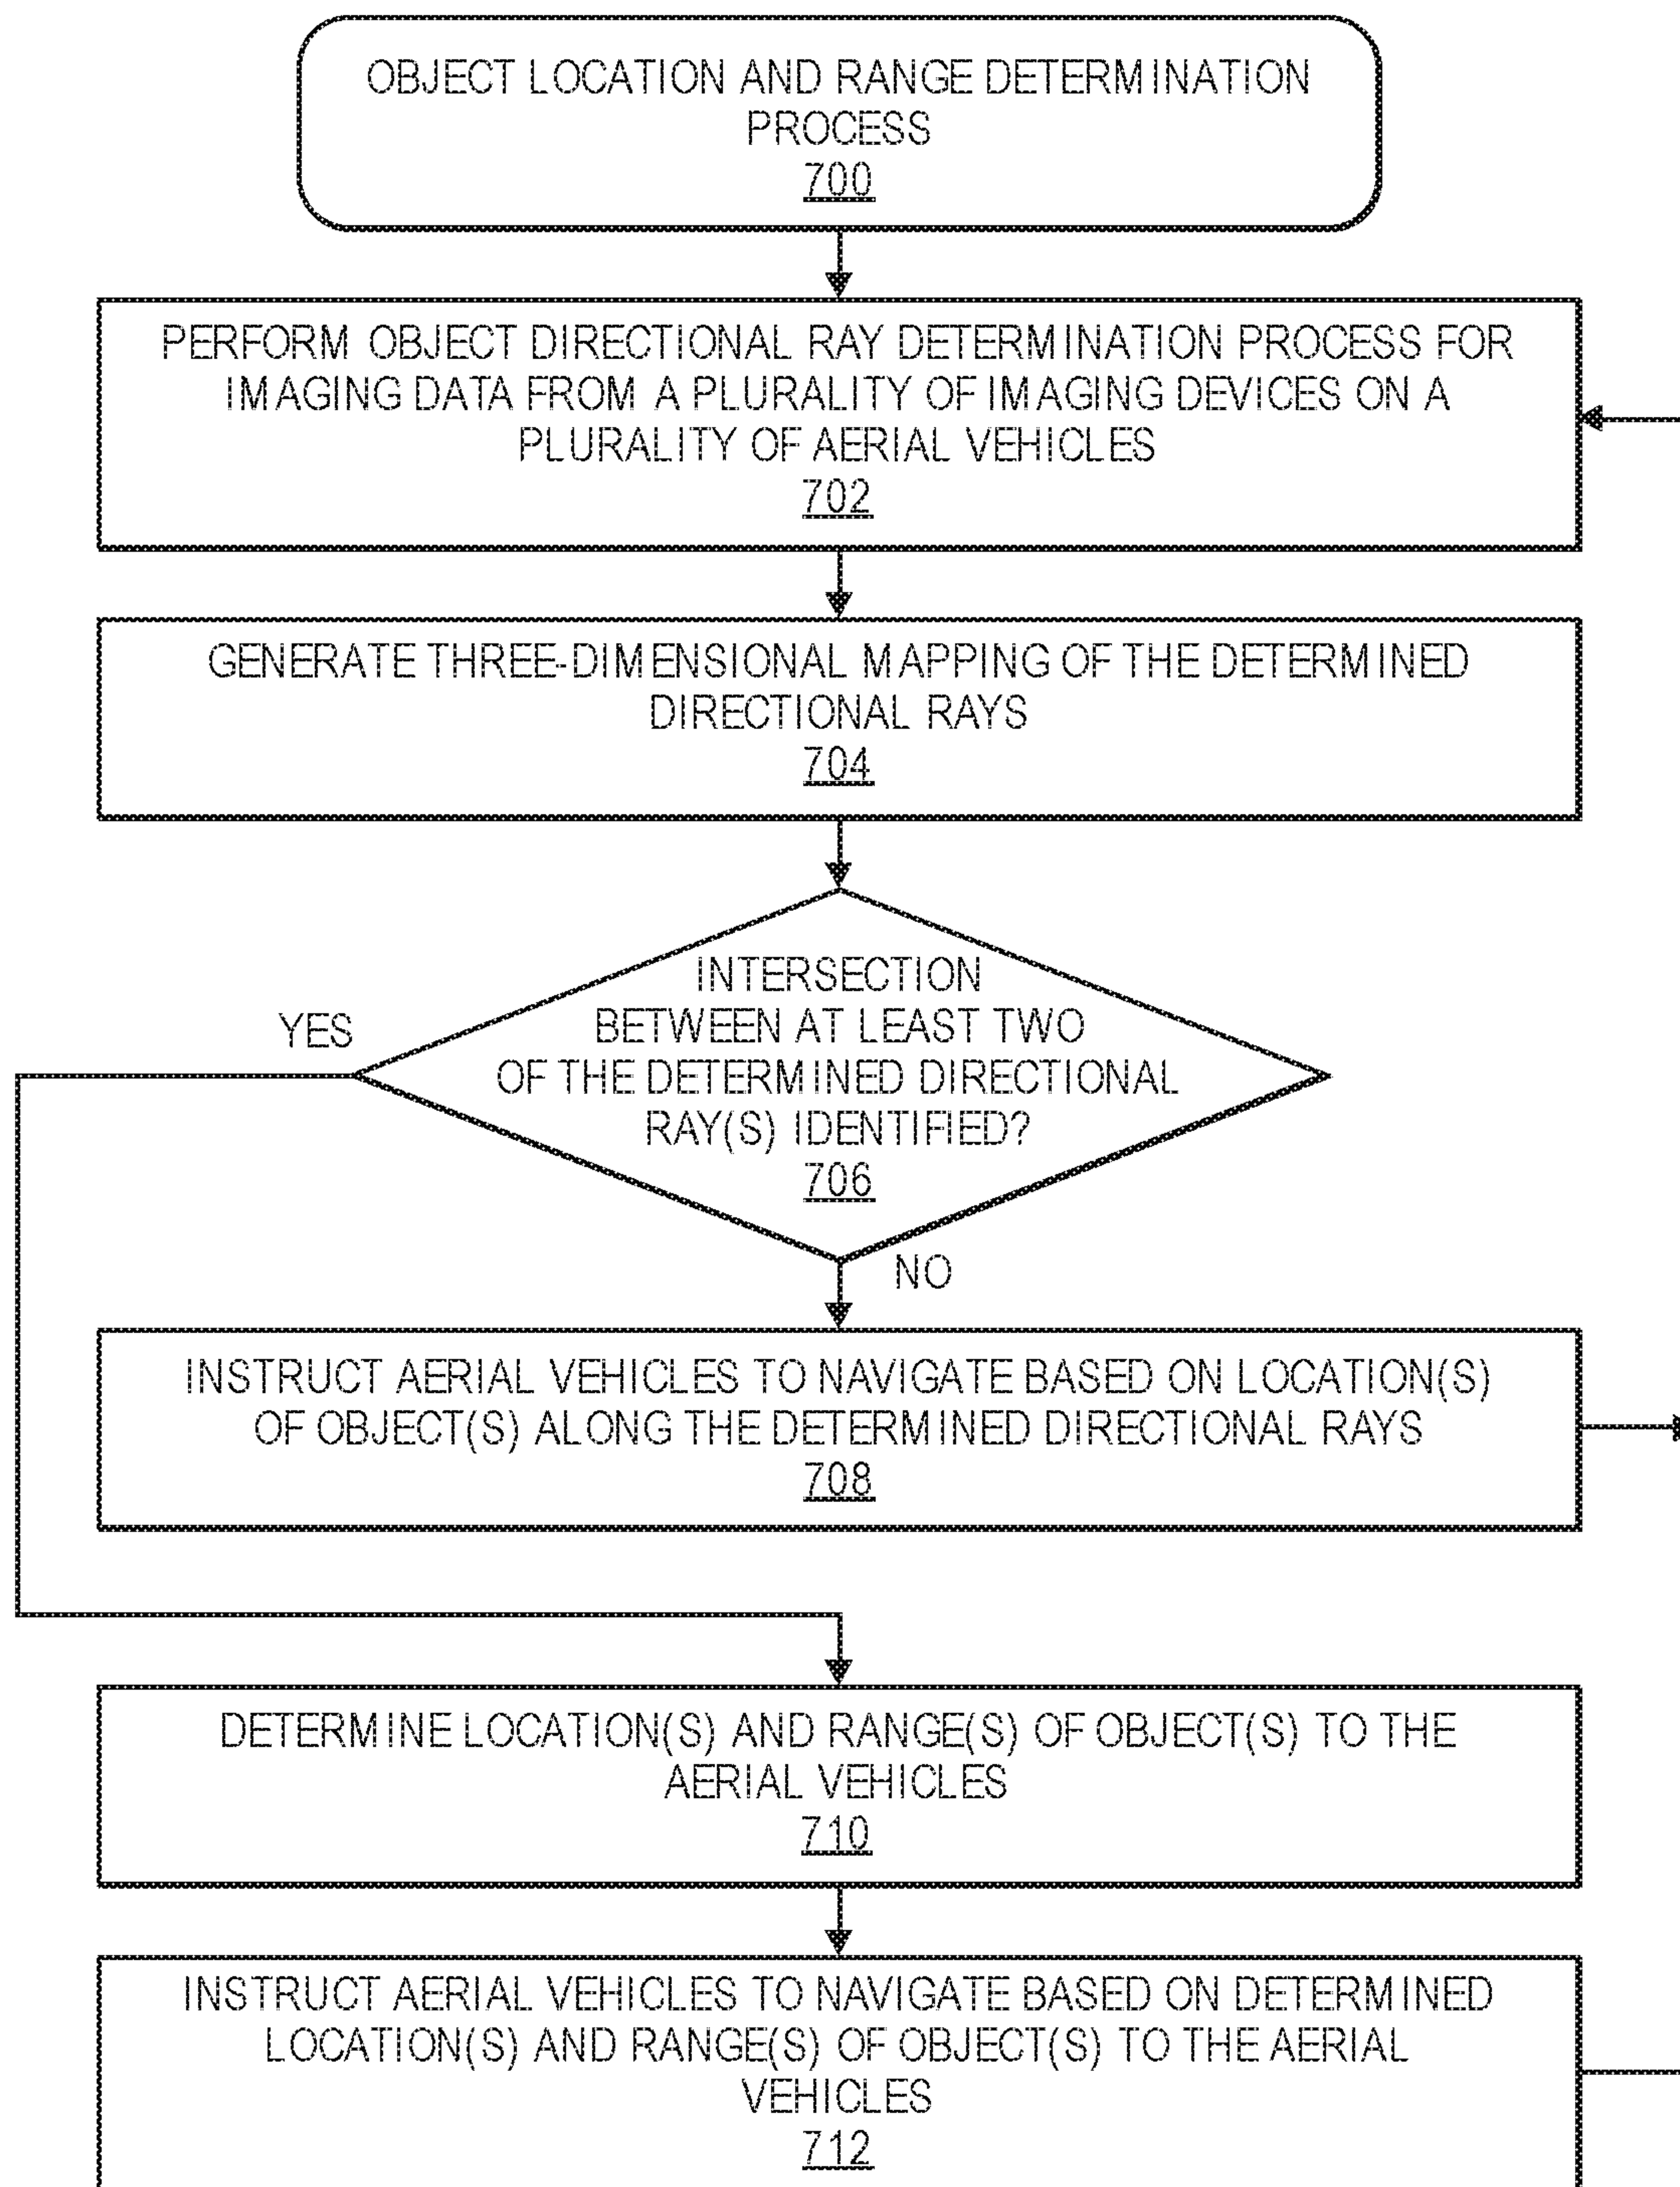 OBJECT LOCATION AND RANGE DETERMINATION
PROCESS
700
PERFORM OBJECT DIRECTIONAL RAY DETERMINATION PROCESS FOR
IMAGING DATA FROM A PLURALITY OF IMAGING DEVICES ON A
PLURALITY OF AERIAL VEHICLES
702
GENERATE THREE-DIMENSIONAL MAPPING OF THE DETERMINED
DIRECTIONAL RAYS
704
INTERSECTION
YES
BETWEEN AT LEAST TWO
OF THE DETERMINED DIRECTIONAL
RAY(S) IDENTIFIED?
706
NO
INSTRUCT AERIAL VEHICLES TO NAVIGATE BASED ON LOCATION(S)
OF OBJECT(S) ALONG THE DETERMINED DIRECTIONAL RAYS
708
DETERMINE LOCATION(S) AND RANGE(S) OF OBJECT(S) TO THE
AERIAL VEHICLES
710
INSTRUCT AERIAL VEHICLES TO NAVIGATE BASED ON DETERMINED
LOCATION(S) AND RANGE(S) OF OBJECT(S) TO THE AERIAL
VEHICLES
712